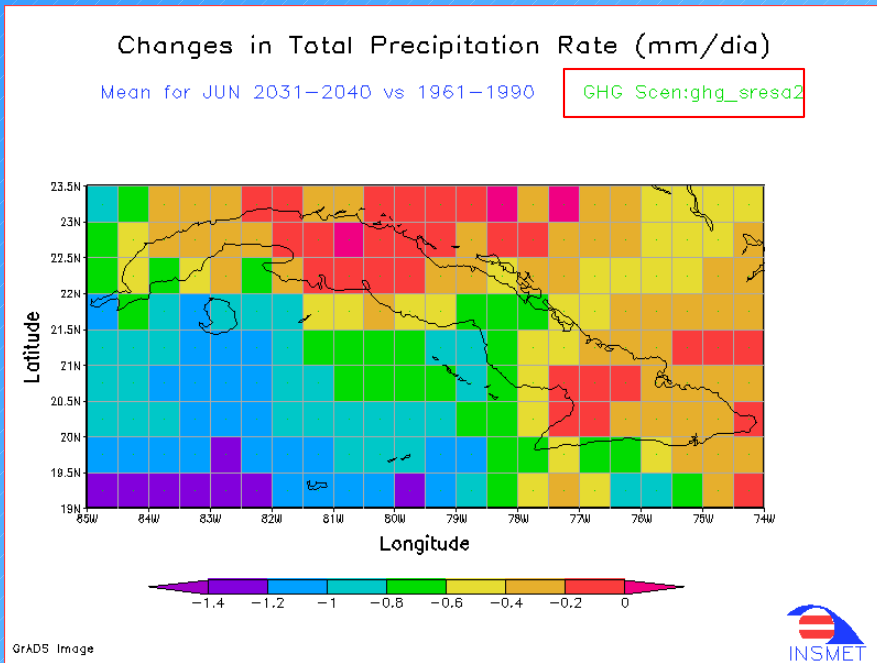 Changes in Total Precipitation Rate (mm/dia)
Mean for JUN 2031-2040 vs 1961-1990 GHG Scen:ghg_sresa2
23.5N
23N
22.5N
22N
21.5N
21N
20.5N
20N
19.5N
19N
Latitude
85W 84W 83W 82W 81W 80W 79W 78W 77W 76W 75W 74W
Longitude
-1.4 -1.2 -1 -0.8 -0.6 -0.4 -0.2 0
GrADS Image
INSMET